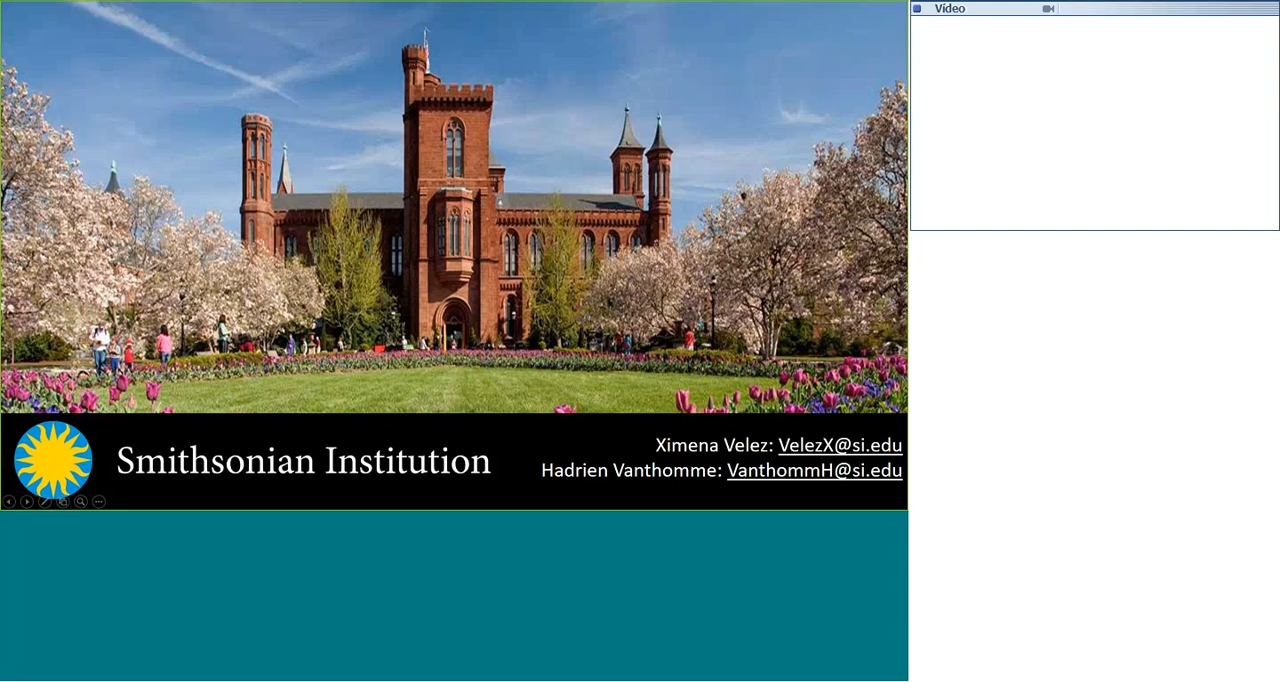 Vídeo
Smithsonian Institution
Ximena Velez: VelezX@si.edu
Hadrien Vanthomme: VanthommH@si.edu